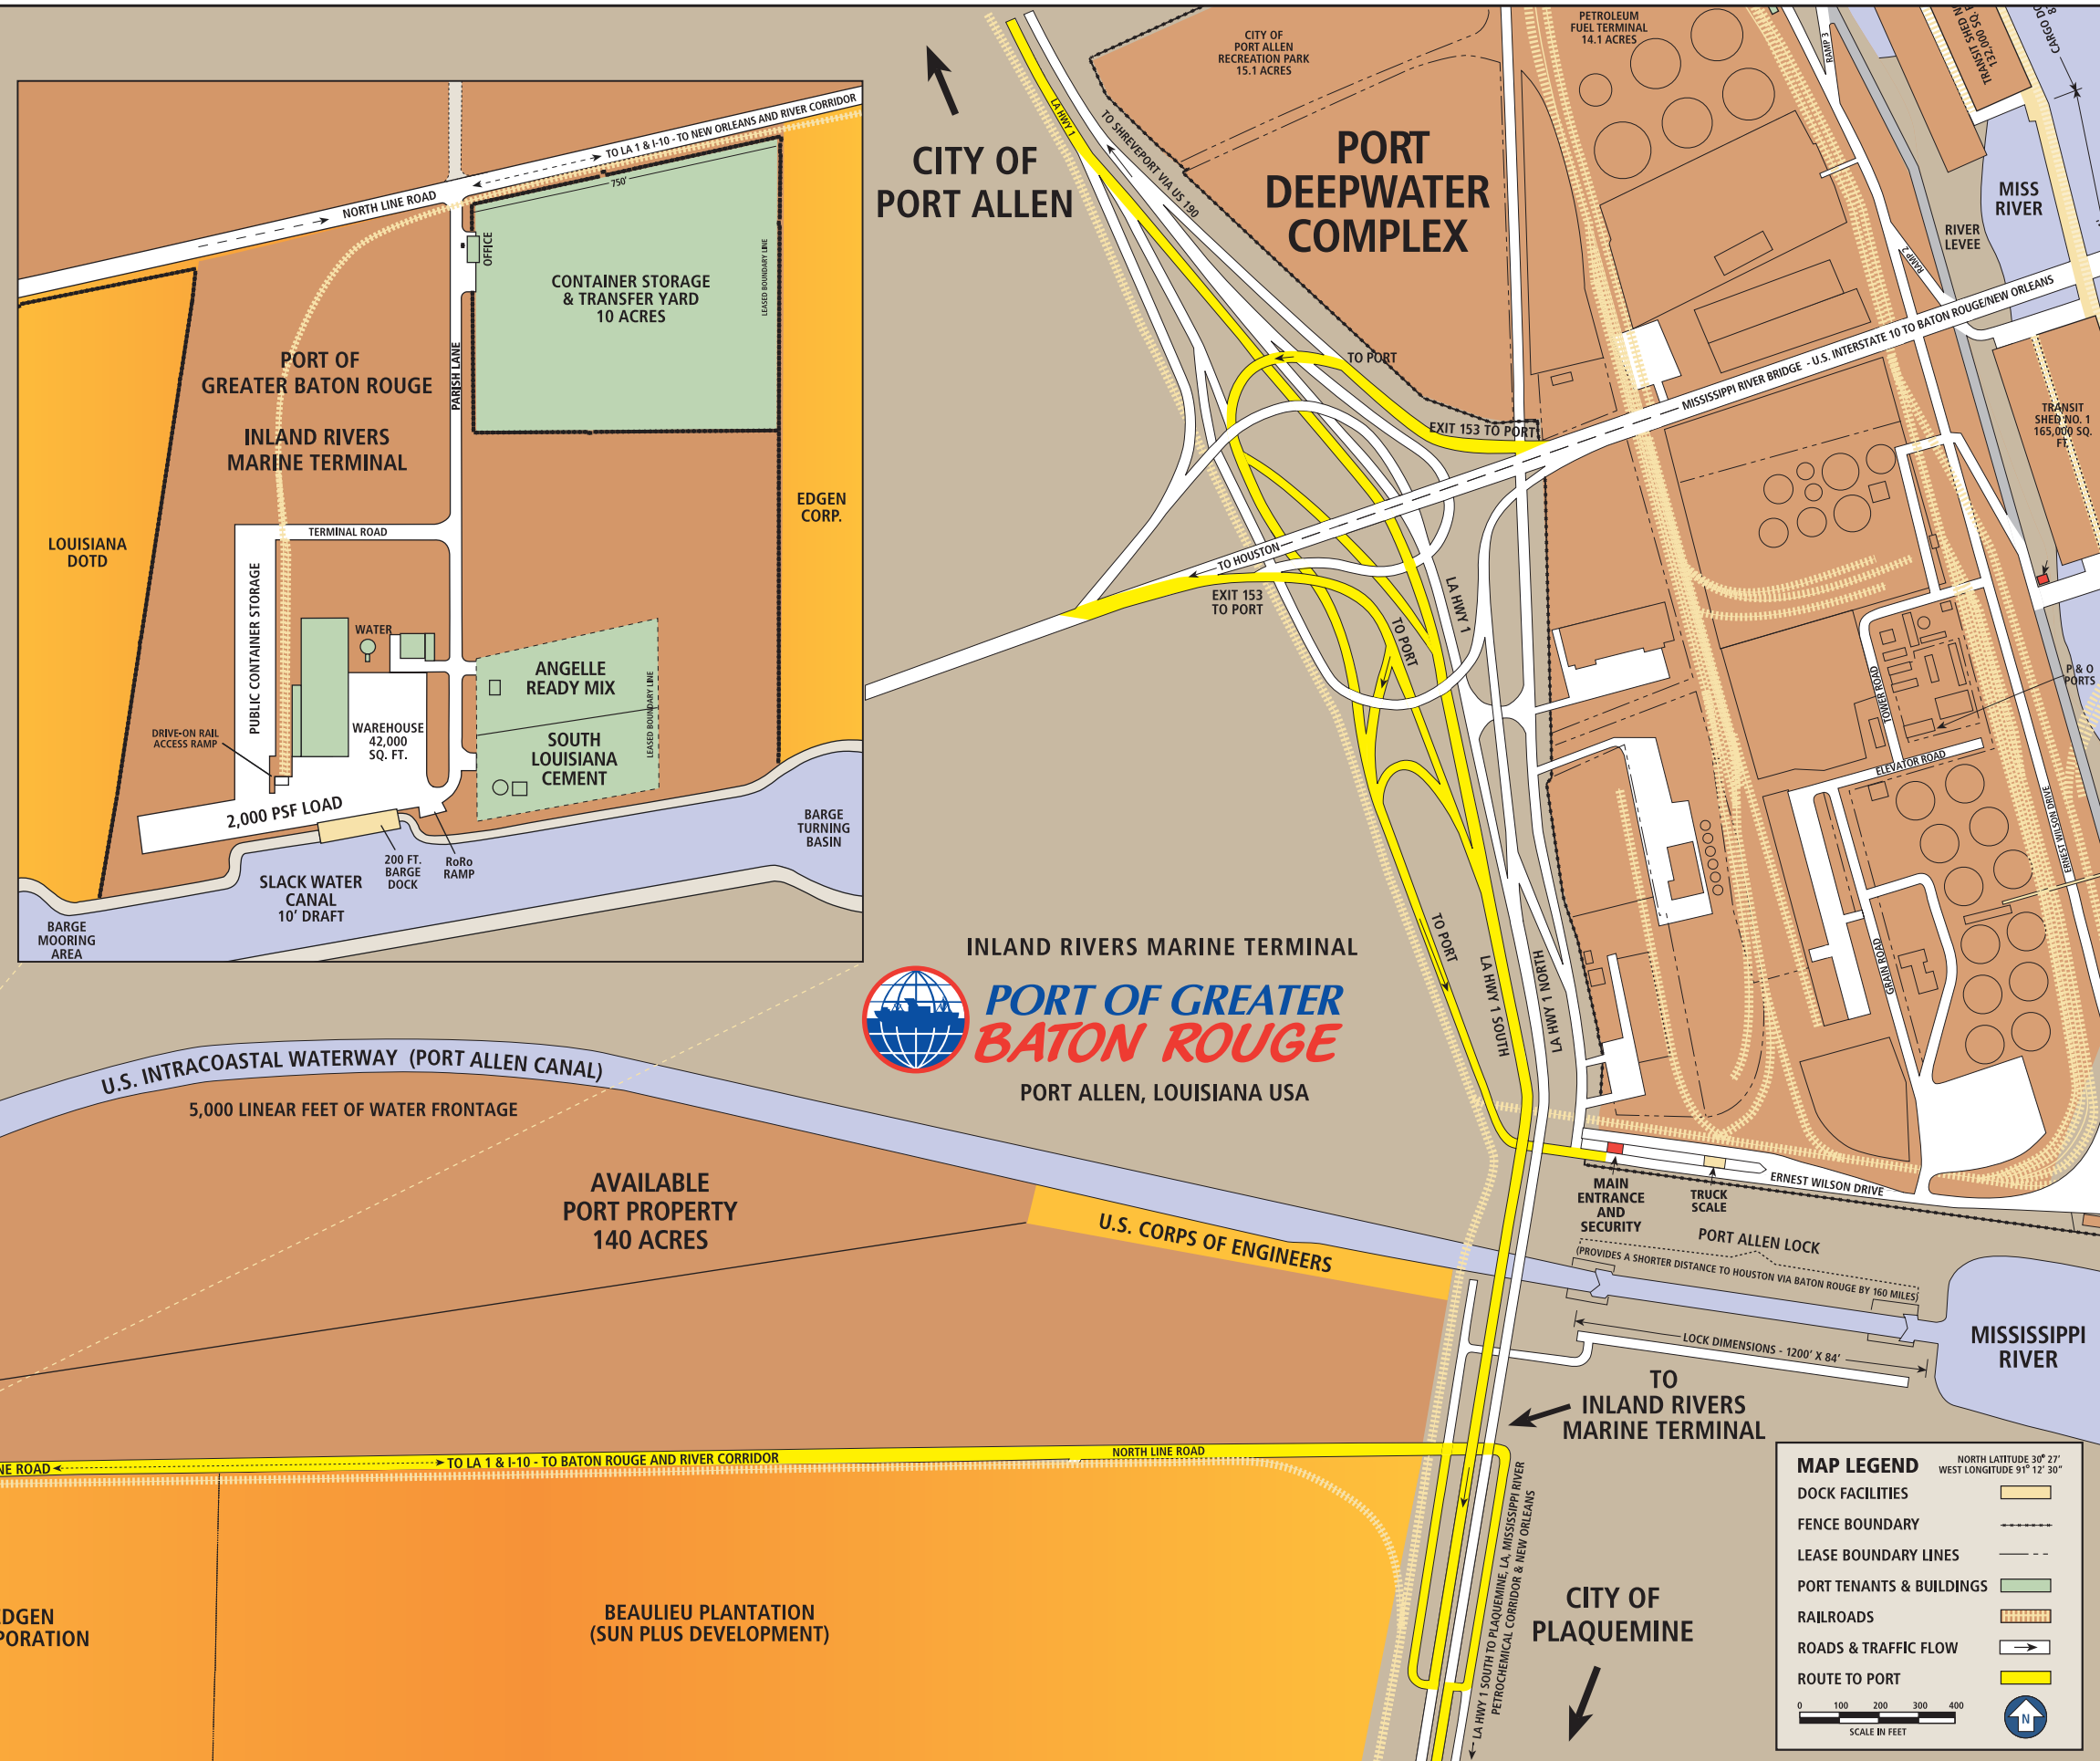 TO LA 1 & I-10 - TO NEW ORLEANS AND RIVER CORRIDOR
NORTH LINE ROAD
750'
OFFICE
CONTAINER STORAGE
& TRANSFER YARD
10 ACRES
LEASED BOUNDARY LINE
PORT OF
GREATER BATON ROUGE
INLAND RIVERS
MARINE TERMINAL
PARISH LANE
EDGEN
CORP.
LOUISIANA
DOTD
TERMINAL ROAD
PUBLIC CONTAINER STORAGE
WATER
ANGELLE
READY MIX
LEASED BOUNDARY LINE
DRIVE-ON RAIL
ACCESS RAMP
WAREHOUSE
42,000
SQ. FT.
SOUTH
LOUISIANA
CEMENT
2,000 PSF LOAD
200 FT.
BARGE
DOCK
RoRo
RAMP
BARGE
TURNING
BASIN
SLACK WATER
CANAL
10' DRAFT
BARGE
MOORING
AREA
CITY OF
PORT ALLEN
LA HWY 1
TO SHREVEPORT VIA US 190
CITY OF
PORT ALLEN
RECREATION PARK
15.1 ACRES
PORT
DEEPWATER
COMPLEX
PETROLEUM
FUEL TERMINAL
14.1 ACRES
RAMP 3
TRANSIT SHED N
132,000 SQ.
CARGO DO
MISS
RIVER
RIVER
LEVEE
RAMP 2
MISSISSIPPI RIVER BRIDGE - U.S. INTERSTATE 10 TO BATON ROUGE/NEW ORLEANS
TO PORT
EXIT 153 TO PORT
TRANSIT
SHED NO. 1
165,000 SQ.
FT.
TO HOUSTON
EXIT 153
TO PORT
LA HWY 1
TO PORT
P & O
PORTS
TOWER ROAD
ELEVATOR ROAD
ERNEST WILSON DRIVE
GRAIN ROAD
TO PORT
LA HWY 1 SOUTH
LA HWY 1 NORTH
INLAND RIVERS MARINE TERMINAL
PORT OF GREATER
BATON ROUGE
PORT ALLEN, LOUISIANA USA
U.S. INTRACOASTAL WATERWAY (PORT ALLEN CANAL)
5,000 LINEAR FEET OF WATER FRONTAGE
AVAILABLE
PORT PROPERTY
140 ACRES
U.S. CORPS OF ENGINEERS
MAIN
ENTRANCE
AND
SECURITY
TRUCK
SCALE
ERNEST WILSON DRIVE
PORT ALLEN LOCK
(PROVIDES A SHORTER DISTANCE TO HOUSTON VIA BATON ROUGE BY 160 MILES)
LOCK DIMENSIONS - 1200' X 84'
MISSISSIPPI
RIVER
TO
INLAND RIVERS
MARINE TERMINAL
NE ROAD
TO LA 1 & I-10 - TO BATON ROUGE AND RIVER CORRIDOR
NORTH LINE ROAD
EDGEN
PORATION
BEAULIEU PLANTATION
(SUN PLUS DEVELOPMENT)
LA HWY 1 SOUTH TO PLAQUEMINE, LA, MISSISSIPPI RIVER
PETROCHEMICAL CORRIDOR & NEW ORLEANS
CITY OF
PLAQUEMINE
MAP LEGEND
NORTH LATITUDE 30° 27'
WEST LONGITUDE 91° 12' 30"
DOCK FACILITIES
FENCE BOUNDARY
LEASE BOUNDARY LINES
PORT TENANTS & BUILDINGS
RAILROADS
ROADS & TRAFFIC FLOW
ROUTE TO PORT
0 100 200 300 400
SCALE IN FEET
N